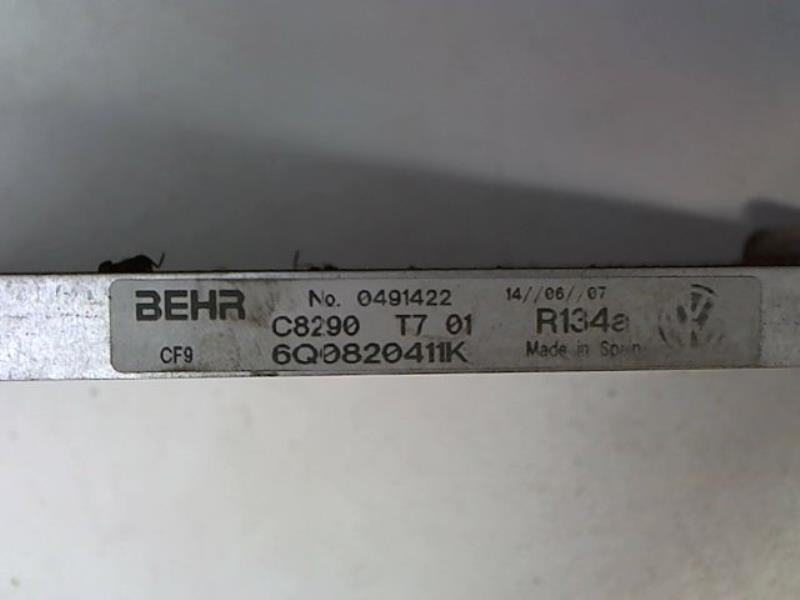 BEHR No. 0491422 14//06//07
C8290 T7 01 R134a
CF9 6Q0820411K Made in Spain